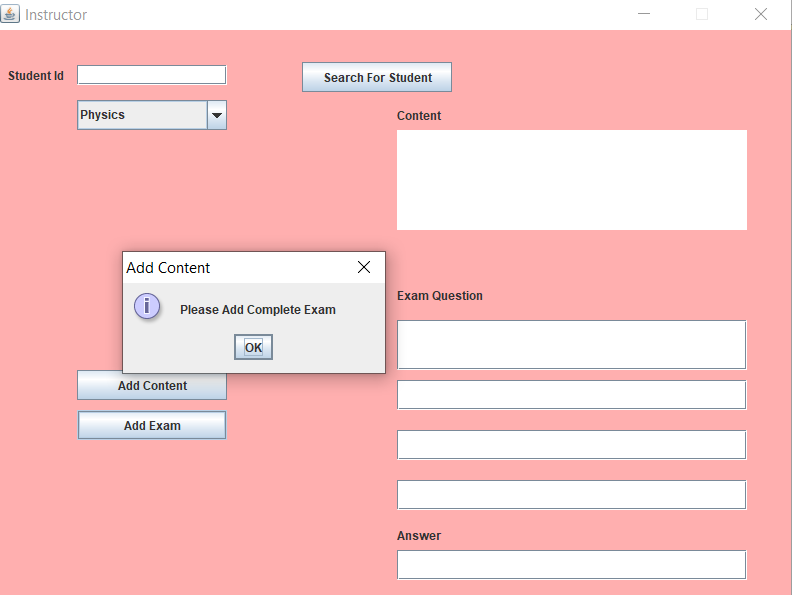 Instructor
Student Id
Search For Student
Physics
Content
Add Content
Please Add Complete Exam
OK
Exam Question
Add Content
Add Exam
Answer